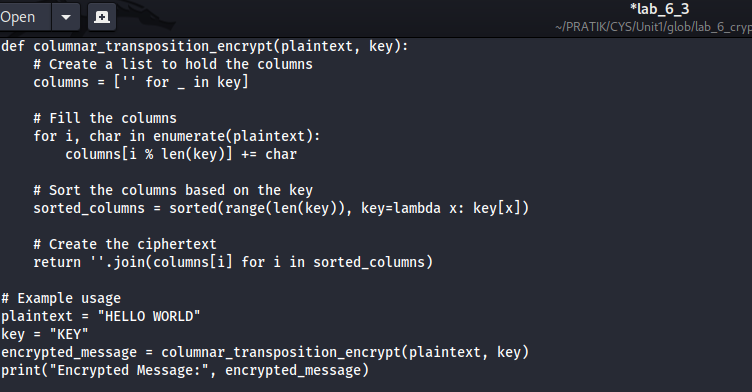 Open
*lab_6_3
~/PRATIK/CYS/Unit1/glob/lab_6_cryp
def columnar_transposition_encrypt(plaintext, key):
    # Create a list to hold the columns
    columns = ['' for _ in key]

    # Fill the columns
    for i, char in enumerate(plaintext):
        columns[i % len(key)] += char

    # Sort the columns based on the key
    sorted_columns = sorted(range(len(key)), key=lambda x: key[x])

    # Create the ciphertext
    return ''.join(columns[i] for i in sorted_columns)

# Example usage
plaintext = "HELLO WORLD"
key = "KEY"
encrypted_message = columnar_transposition_encrypt(plaintext, key)
print("Encrypted Message:", encrypted_message)